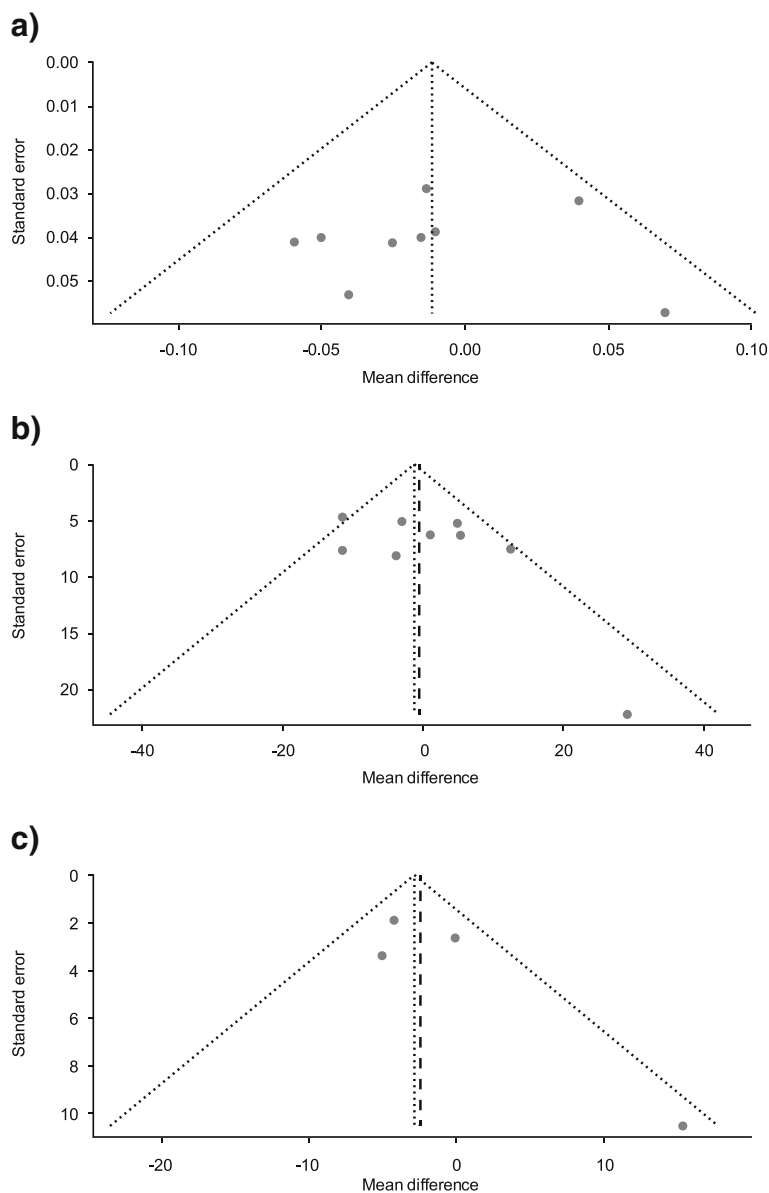 a)
0.00
0.01
0.02
0.03
0.04
0.05
Standard error
-0.10 -0.05 0.00 0.05 0.10
Mean difference
b)
0
5
10
15
20
Standard error
-40 -20 0 20 40
Mean difference
c)
0
2
4
6
8
10
Standard error
-20 -10 0 10
Mean difference